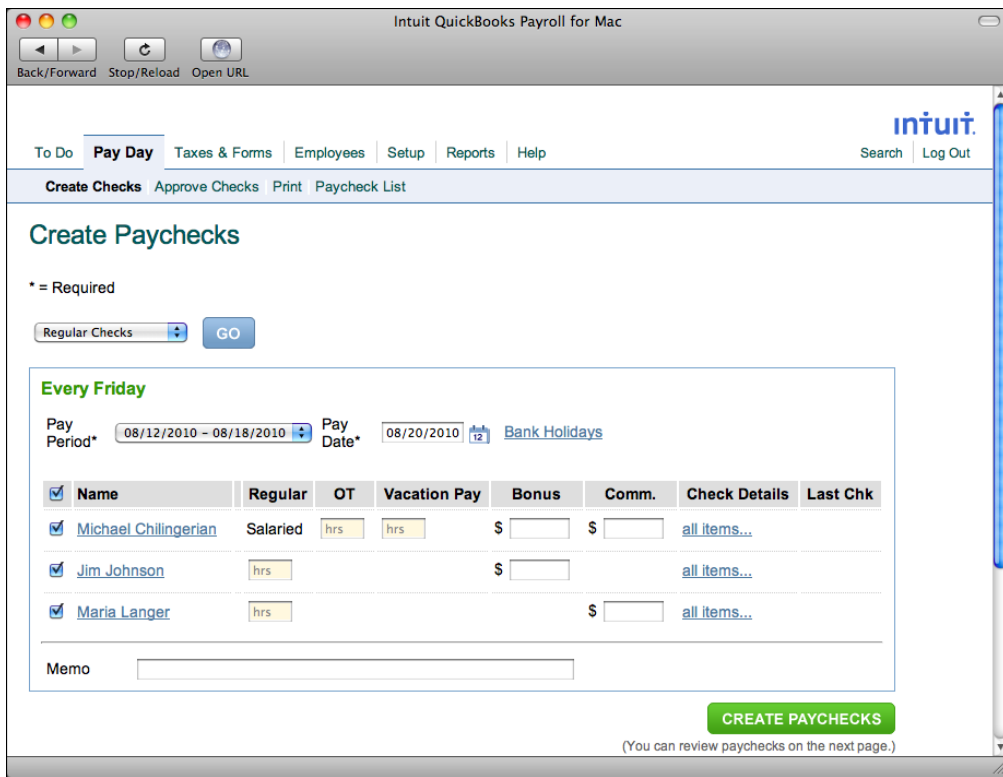 Intuit QuickBooks Payroll for Mac
Back/Forward Stop/Reload Open URL
intuit.
To Do Pay Day Taxes & Forms Employees Setup Reports Help Search Log Out
Create Checks Approve Checks Print Paycheck List
Create Paychecks
* = Required
Regular Checks GO
Every Friday
Pay Period* 08/12/2010 - 08/18/2010 Pay Date* 08/20/2010 12 Bank Holidays
Name Regular OT Vacation Pay Bonus Comm. Check Details Last Chk
Michael Chilingerian Salaried hrs hrs $ $ all items...
Jim Johnson hrs $ all items...
Maria Langer hrs $ all items...
Memo
CREATE PAYCHECKS
(You can review paychecks on the next page.)